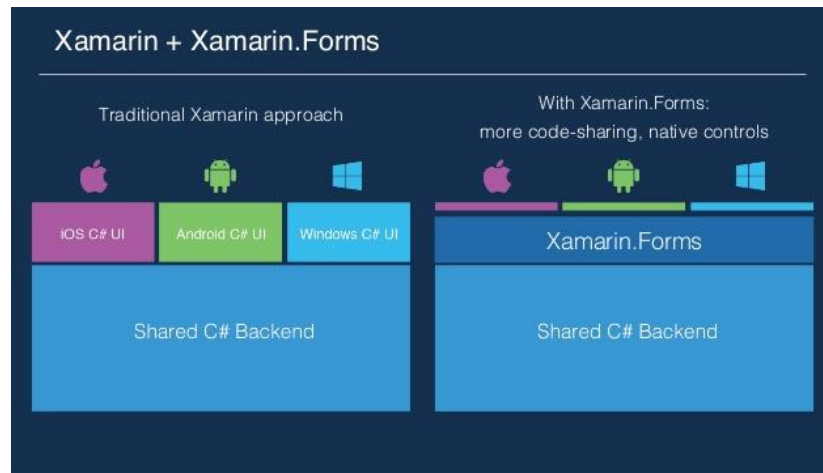 Xamarin + Xamarin.Forms
Traditional Xamarin approach
iOS C# UI
Android C# UI
Windows C# UI
Shared C# Backend
With Xamarin.Forms:
more code-sharing, native controls
Xamarin.Forms
Shared C# Backend